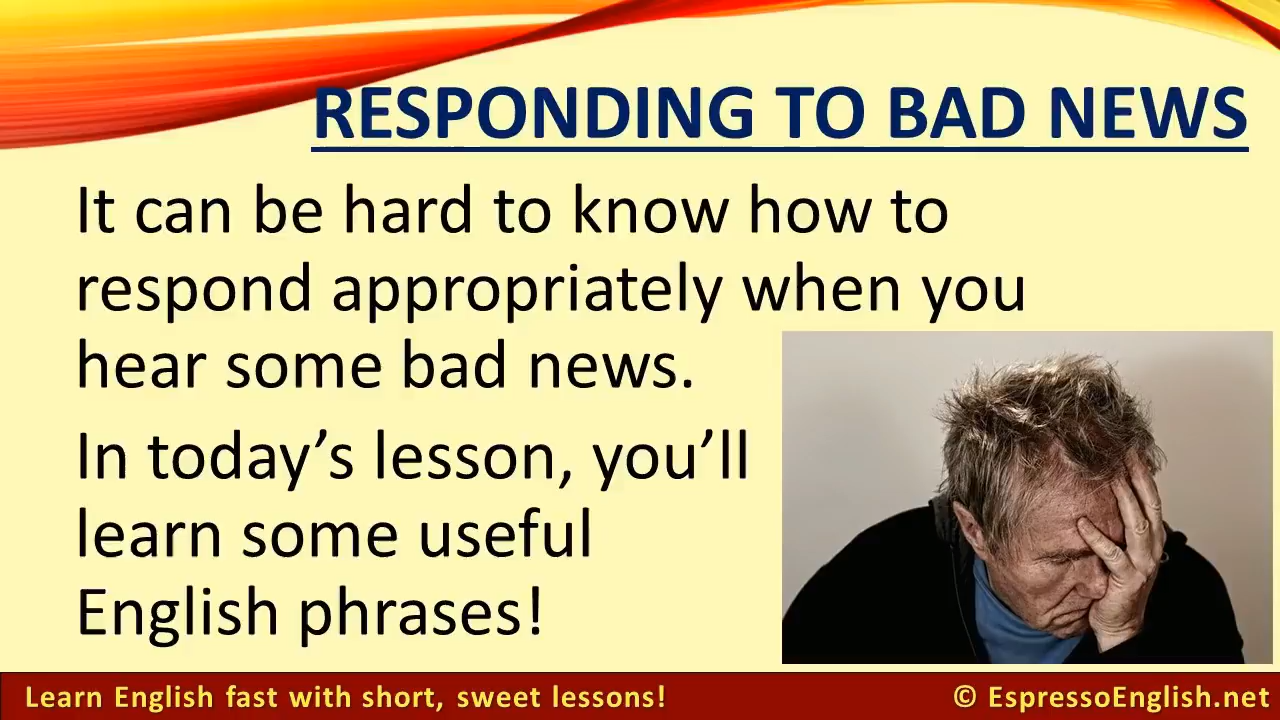 RESPONDING TO BAD NEWS
It can be hard to know how to
respond appropriately when you
hear some bad news.
In today’s lesson, you’ll
learn some useful
English phrases!
Learn English fast with short, sweet lessons!
© EspressoEnglish.net